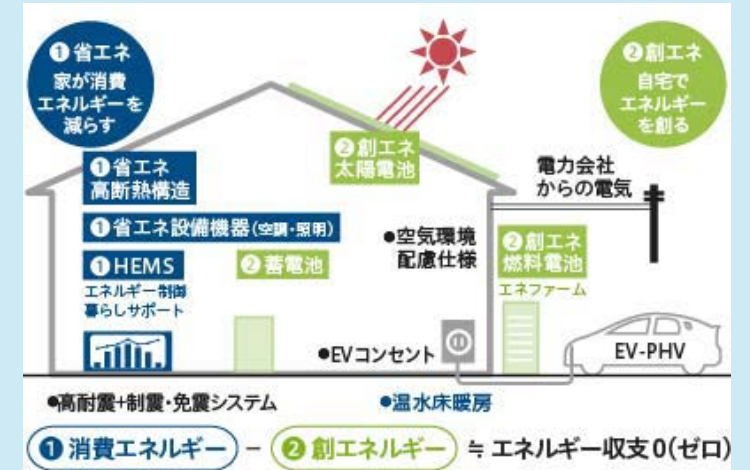 ❶省エネ
家が消費
エネルギーを
減らす
❷創エネ
自宅で
エネルギー
を創る
❷創エネ
太陽電池
❶省エネ
高断熱構造
電力会社
からの電気
❶省エネ設備機器(空調・照明)
●空気環境
配慮仕様
❷創エネ
燃料電池
エネファーム
❶HEMS
エネルギー制御
暮らしサポート
❷蓄電池
●EVコンセント
EV-PHV
●高耐震+制震・免震システム
●温水床暖房
❶消費エネルギー − ❷創エネルギー ≒ エネルギー収支0(ゼロ)